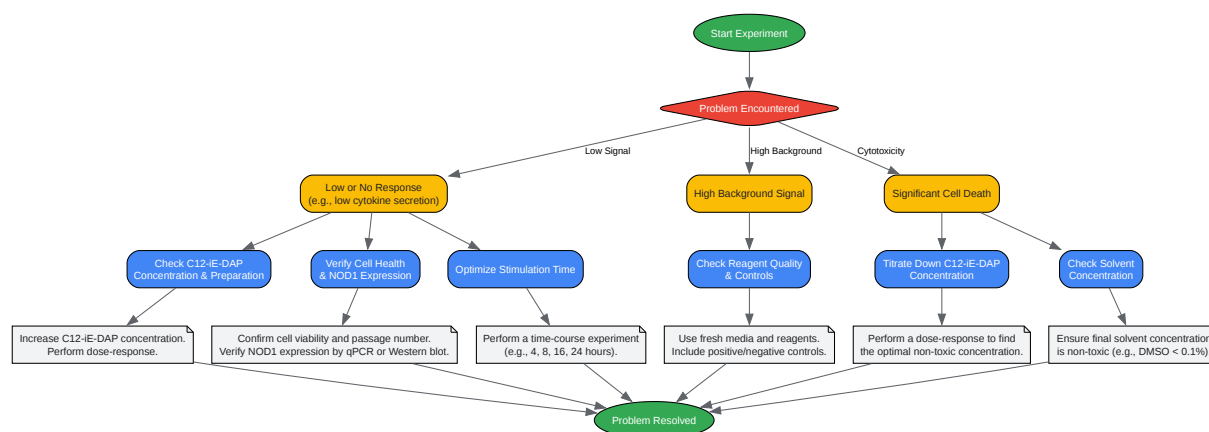 Start Experiment
Problem Encountered
Low Signal
High Background
Cytotoxicity
Low or No Response
(e.g., low cytokine secretion)
High Background Signal
Significant Cell Death
Check C12-iE-DAP
Concentration & Preparation
Verify Cell Health
& NOD1 Expression
Optimize Stimulation Time
Check Reagent Quality
& Controls
Titrate Down C12-iE-DAP
Concentration
Check Solvent
Concentration
Increase C12-iE-DAP concentration.
Perform dose-response.
Confirm cell viability and passage number.
Verify NOD1 expression by qPCR or Western blot.
Perform a time-course experiment
(e.g., 4, 8, 16, 24 hours).
Use fresh media and reagents.
Include positive/negative controls.
Perform a dose-response to find
the optimal non-toxic concentration.
Ensure final solvent concentration
is non-toxic (e.g., DMSO < 0.1%)
Problem Resolved